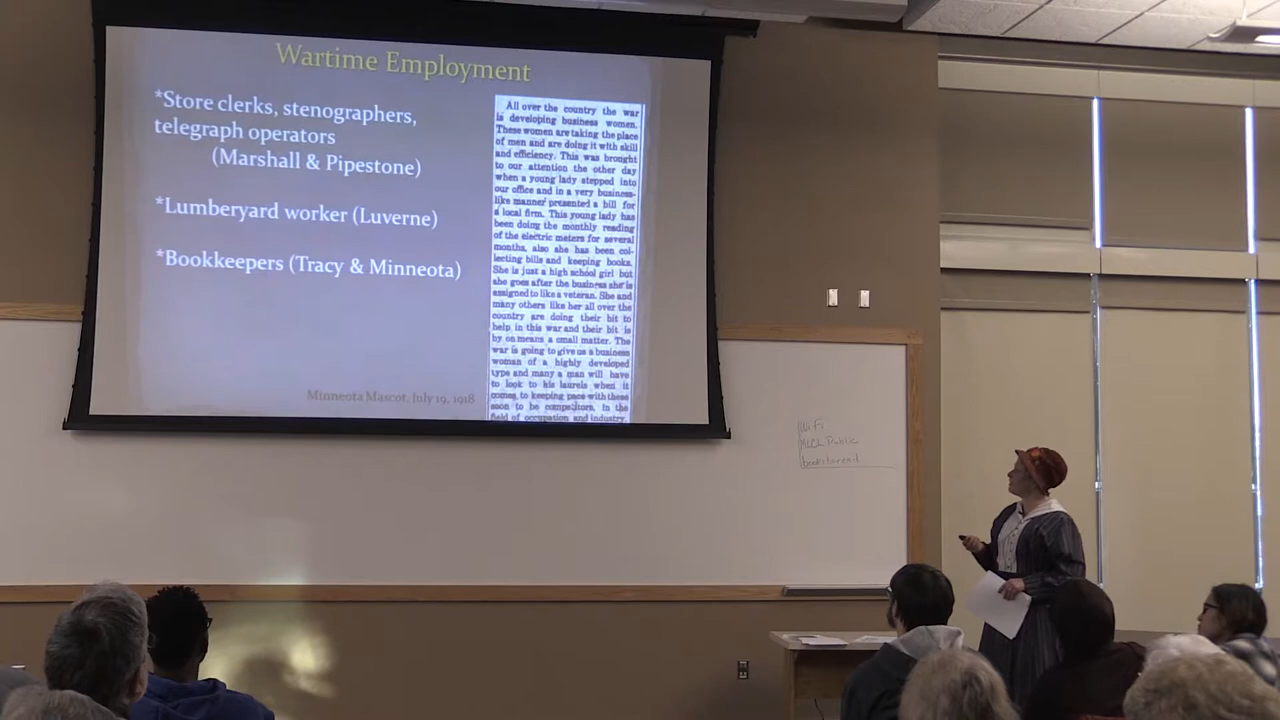 Wartime Employment
*Store clerks, stenographers,
telegraph operators
(Marshall & Pipestone)
*Lumberyard worker (Luverne)
*Bookkeepers (Tracy & Minneota)
Minneota Mascot, July 19, 1918
All over the country the war
is developing business women.
These women are taking the place
of men and are doing it with skill
and efficiency. This was brought
to our attention the other day
when a young lady stepped into
our office and in a very business-
like manner presented a bill for
a local firm. This young lady has
been doing the monthly reading
of the electric meters for several
months, also she has been col-
lecting bills and keeping books.
She is just a high school girl but
she goes after the business she is
assigned to like a veteran. She and
many others like her all over the
country are doing their bit to
help in this war and their bit is
by on means a small matter. The
war is going to give us a business
woman of a highly developed
type and many a man will have
to look to his laurels when it
comes to keeping pace with these
soon to be competitors, in the
field of occupation and industry.
WiFi
Public